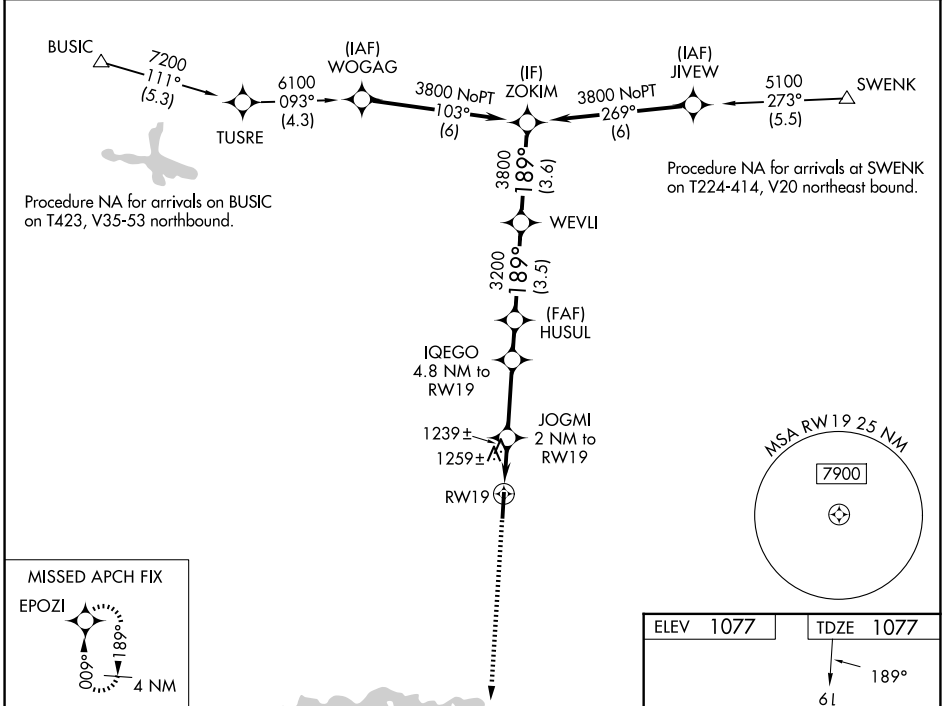 BUSIC
7200
111°
(5.3)
TUSRE
6100
093°
(4.3)
(IAF)
WOGAG
3800 NoPT
103°
(6)
(IF)
ZOKIM
3800 NoPT
269°
(6)
(IAF)
JIVEW
5100
273°
(5.5)
SWENK
Procedure NA for arrivals on BUSIC
on T423, V35-53 northbound.
Procedure NA for arrivals at SWENK
on T224-414, V20 northeast bound.
3800
189°
(3.6)
WEVLI
3200
189°
(3.5)
(FAF)
HUSUL
IQEGO
4.8 NM to
RW19
JOGMI
2 NM to
RW19
1239±
1259±
RW19
MSA RW19 25 NM
7900
MISSED APCH FIX
EPOZI
009°
189°
4 NM
ELEV 1077
TDZE 1077
189°
19